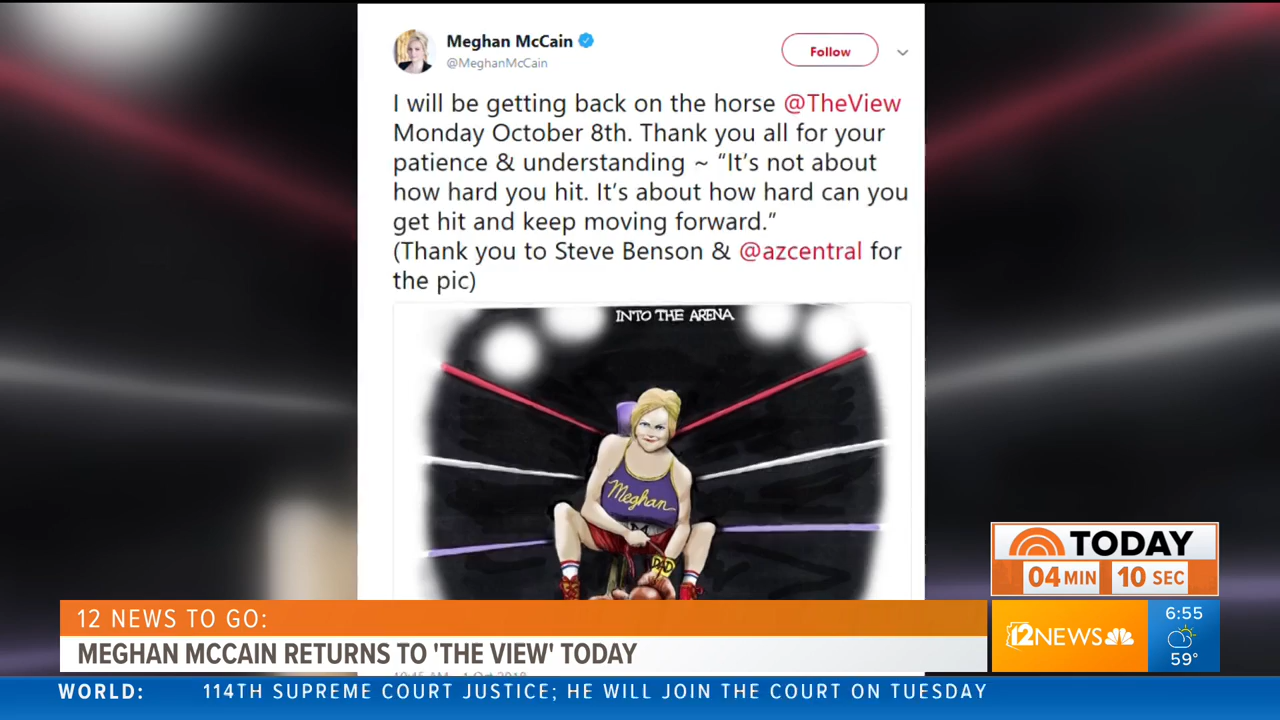 Meghan McCain
@MeghanMcCain
Follow
I will be getting back on the horse @TheView
Monday October 8th. Thank you all for your
patience & understanding ~ “It’s not about
how hard you hit. It’s about how hard can you
get hit and keep moving forward.”
(Thank you to Steve Benson & @azcentral for
the pic)
INTO THE ARENA
Meghan
DAD
TODAY
04 MIN 10 SEC
12 NEWS TO GO:
MEGHAN MCCAIN RETURNS TO 'THE VIEW' TODAY
12NEWS
6:55
59°
WORLD: 114TH SUPREME COURT JUSTICE; HE WILL JOIN THE COURT ON TUESDAY